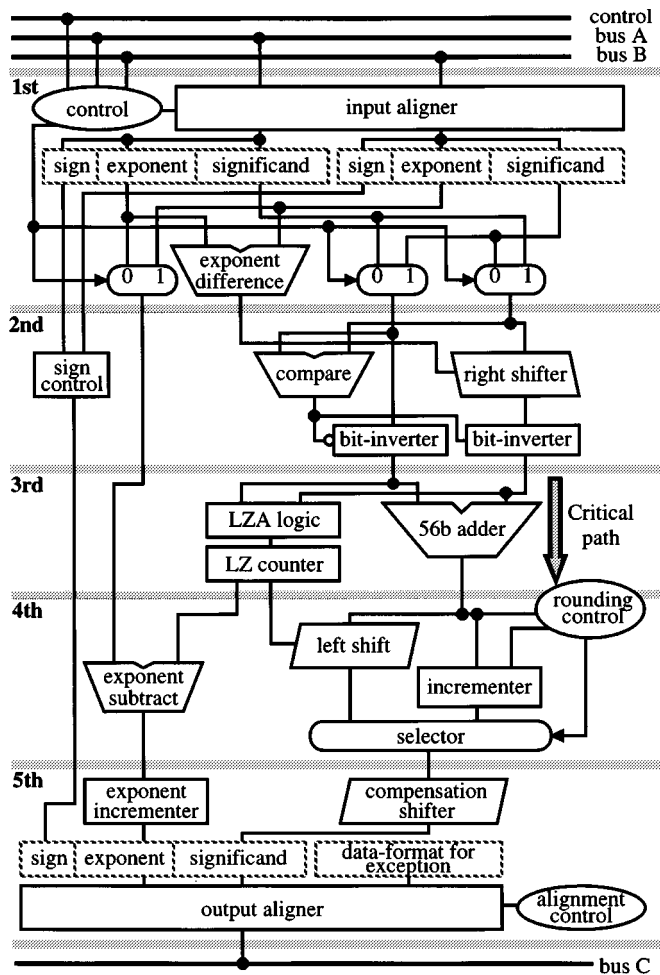 control
bus A
bus B
1st
control
input aligner
sign exponent significand
sign exponent significand
0 1
exponent
difference
0 1
0 1
2nd
sign
control
compare
right shifter
bit-inverter
bit-inverter
3rd
LZA logic
56b adder
Critical
path
LZ counter
4th
rounding
control
left shift
exponent
subtract
incrementer
selector
5th
exponent
incrementer
compensation
shifter
sign exponent significand
data-format for
exception
output aligner
alignment
control
bus C